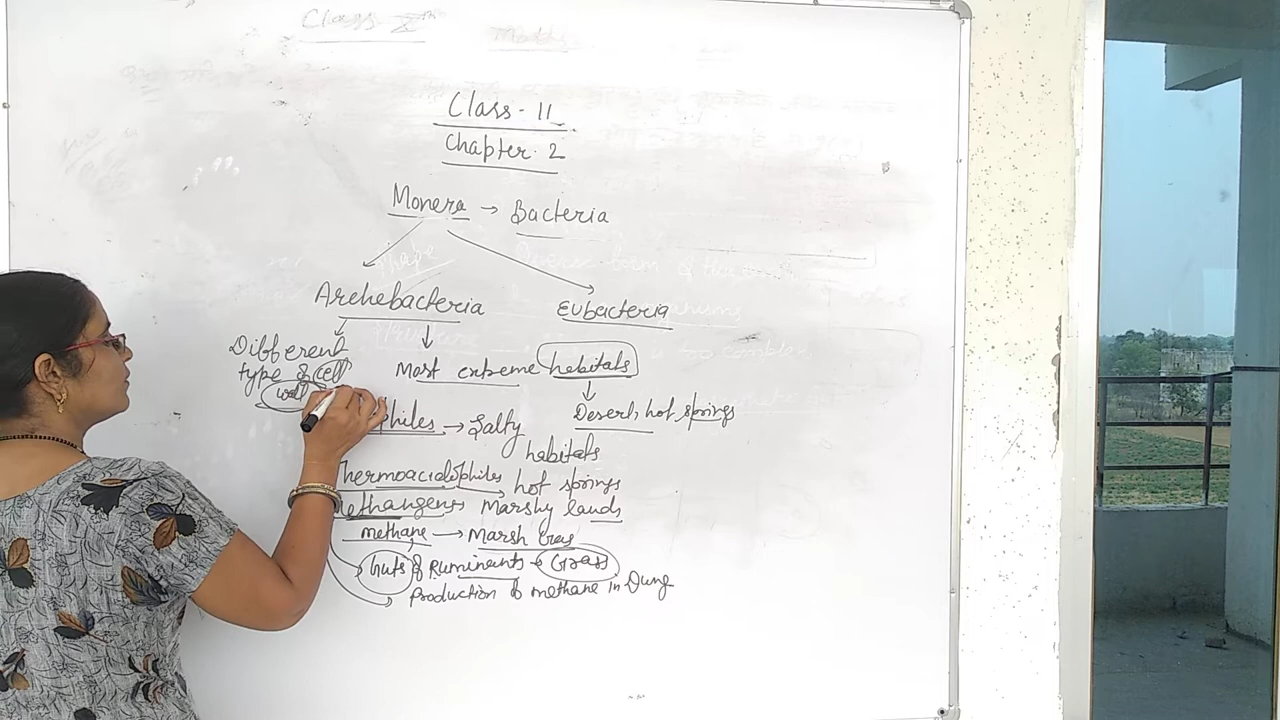 Class - 11
Chapter. 2
Monera → Bacteria
Archebacteria Eubacteria
Different
type of cell
wall
Most extreme habitats
Desert, hot springs
philes → Salty
habitats
Thermoacidophiles → hot springs
Methanogens Marshy lands
methane → Marsh Gas
Guts of Ruminants → Grass
Production of methane in Dung